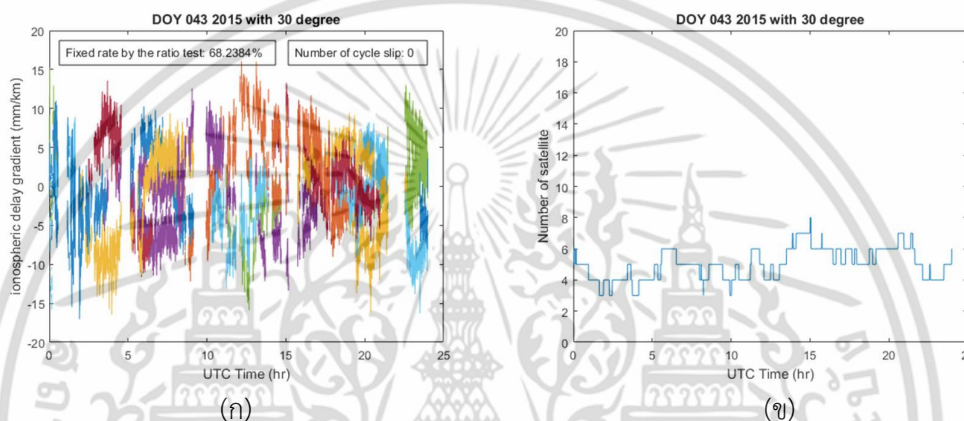 DOY 043 2015 with 30 degree
Fixed rate by the ratio test: 68.2384%
Number of cycle slip: 0
ionospheric delay gradient (mm/km)
20
15
10
5
0
-5
-10
-15
-20
0 5 10 15 20 25
UTC Time (hr)
(ก)
DOY 043 2015 with 30 degree
Number of satellite
20
18
16
14
12
10
8
6
4
2
0
0 5 10 15 20
UTC Time (hr)
(ข)